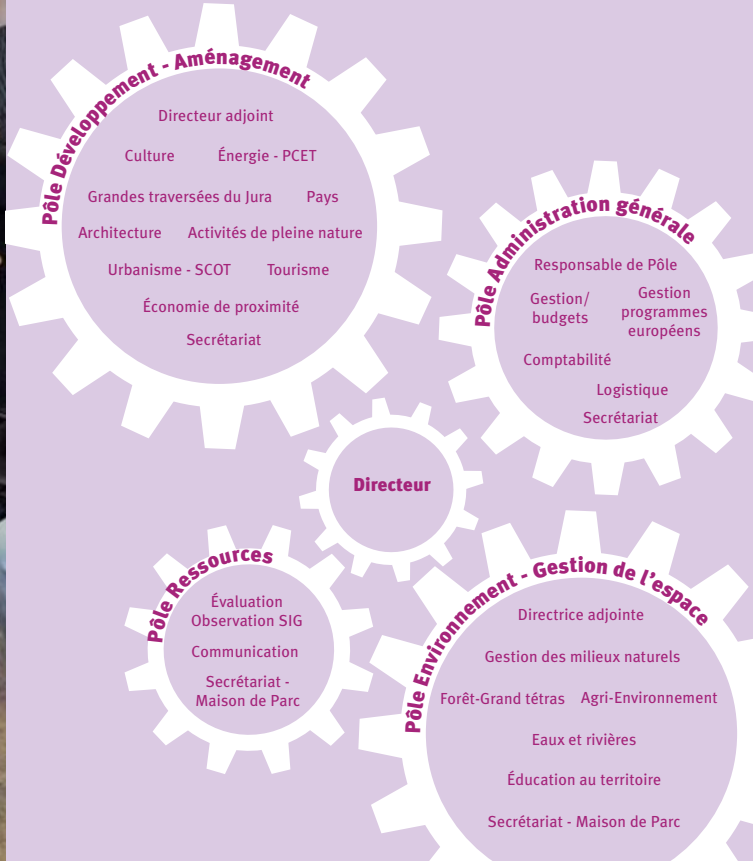 Pôle Développement - Aménagement
Directeur adjoint
Culture Énergie - PCET
Grandes traversées du Jura Pays
Architecture Activités de pleine nature
Urbanisme - SCOT Tourisme
Économie de proximité
Secrétariat
Pôle Administration générale
Responsable de Pôle
Gestion/
budgets
Gestion
programmes
européens
Comptabilité
Logistique
Secrétariat
Directeur
Pôle Ressources
Évaluation
Observation SIG
Communication
Secrétariat -
Maison de Parc
Pôle Environnement - Gestion de l'espace
Directrice adjointe
Gestion des milieux naturels
Forêt-Grand tétras Agri-Environnement
Eaux et rivières
Éducation au territoire
Secrétariat - Maison de Parc